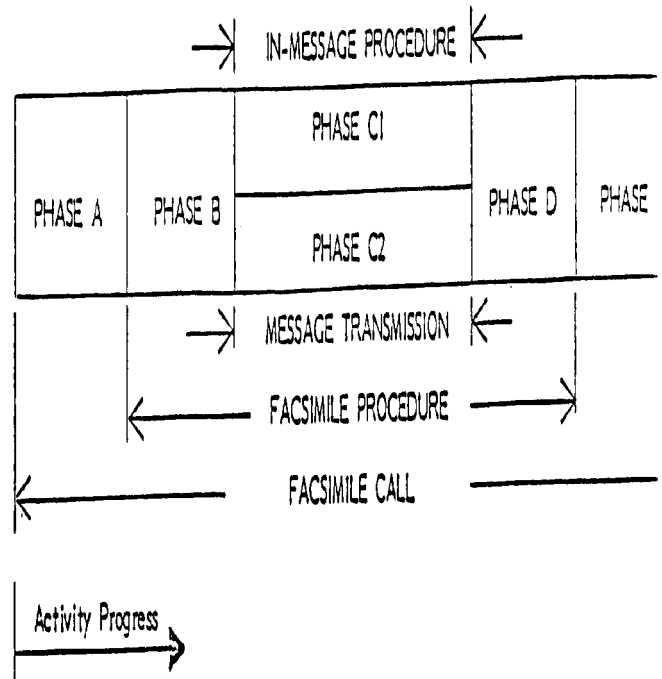 IN-MESSAGE PROCEDURE
PHASE C1
PHASE A PHASE B PHASE D PHASE
PHASE C2
MESSAGE TRANSMISSION
FACSIMILE PROCEDURE
FACSIMILE CALL
Activity Progress